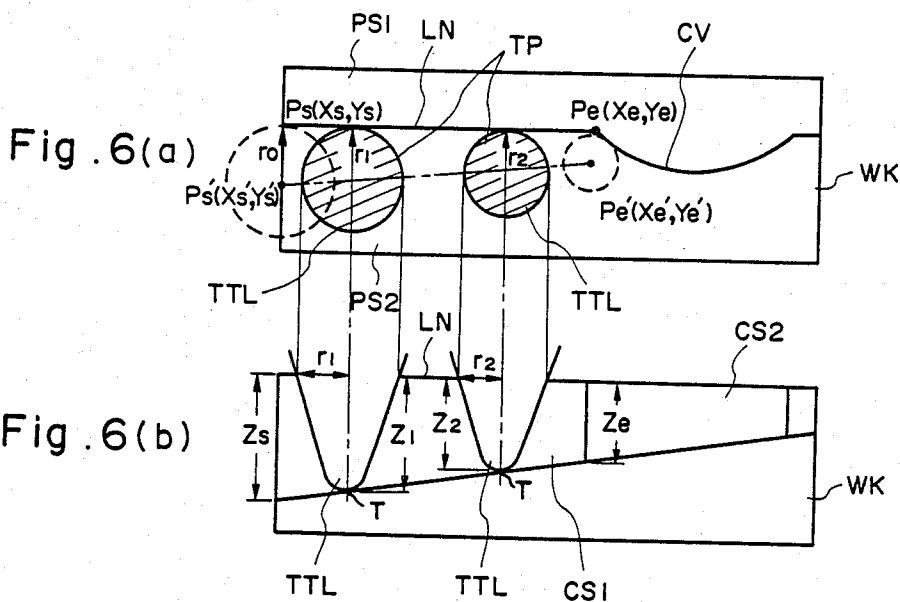 PS1 LN TP CV
Ps(Xs,Ys) Pe(Xe,Ye)
Fig. 6(a) r0 r1 r2 WK
Ps'(Xs',Ys') Pe'(Xe',Ye')
TTL PS2 TTL
LN CS2
r1 r2
Fig. 6(b) Zs Z1 Z2 Ze
T T WK
TTL TTL CS1